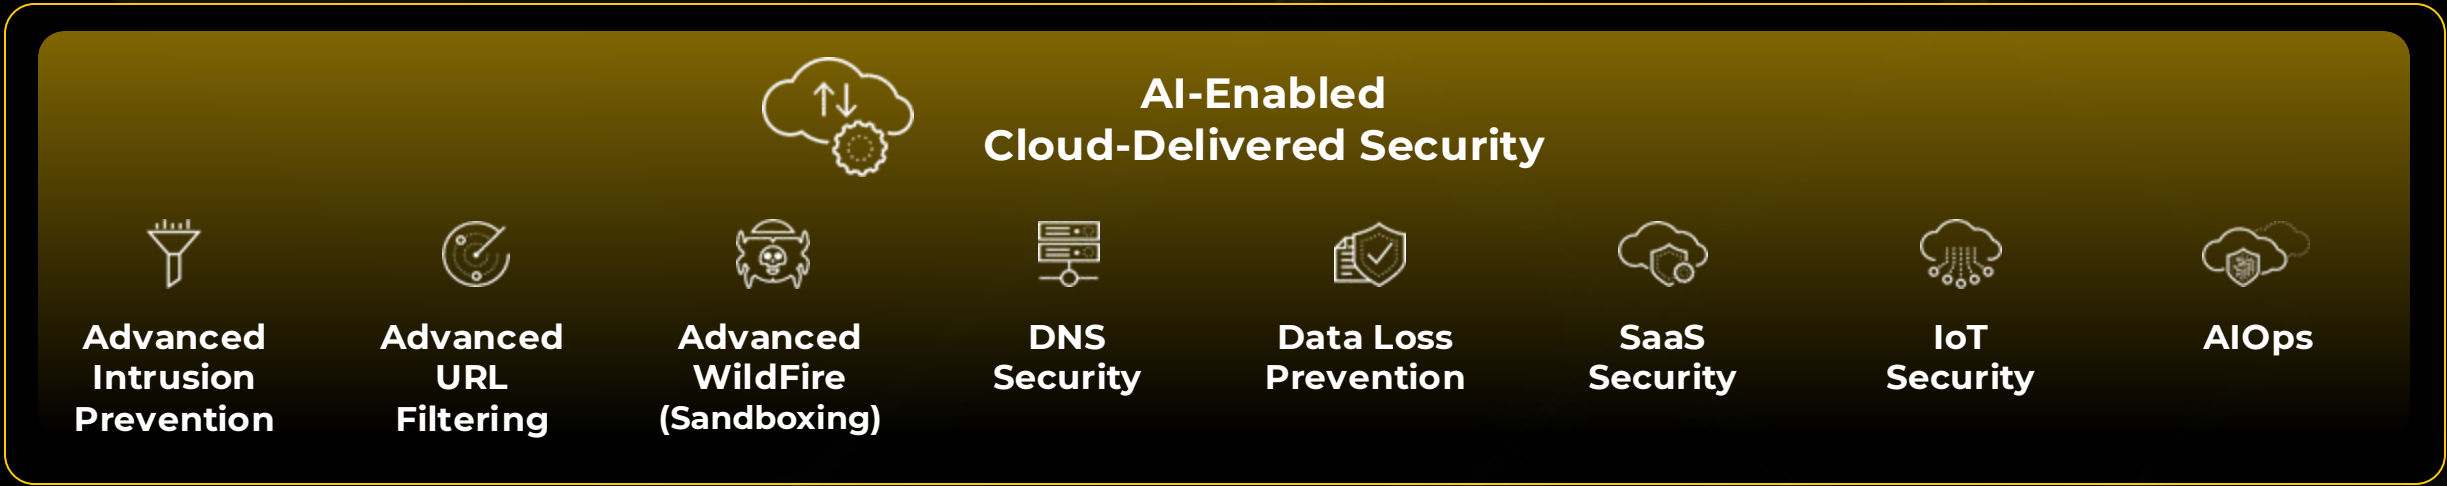 AI-Enabled
Cloud-Delivered Security
Advanced
Intrusion
Prevention
Advanced
URL
Filtering
Advanced
WildFire
(Sandboxing)
DNS
Security
Data Loss
Prevention
SaaS
Security
IoT
Security
AIOps